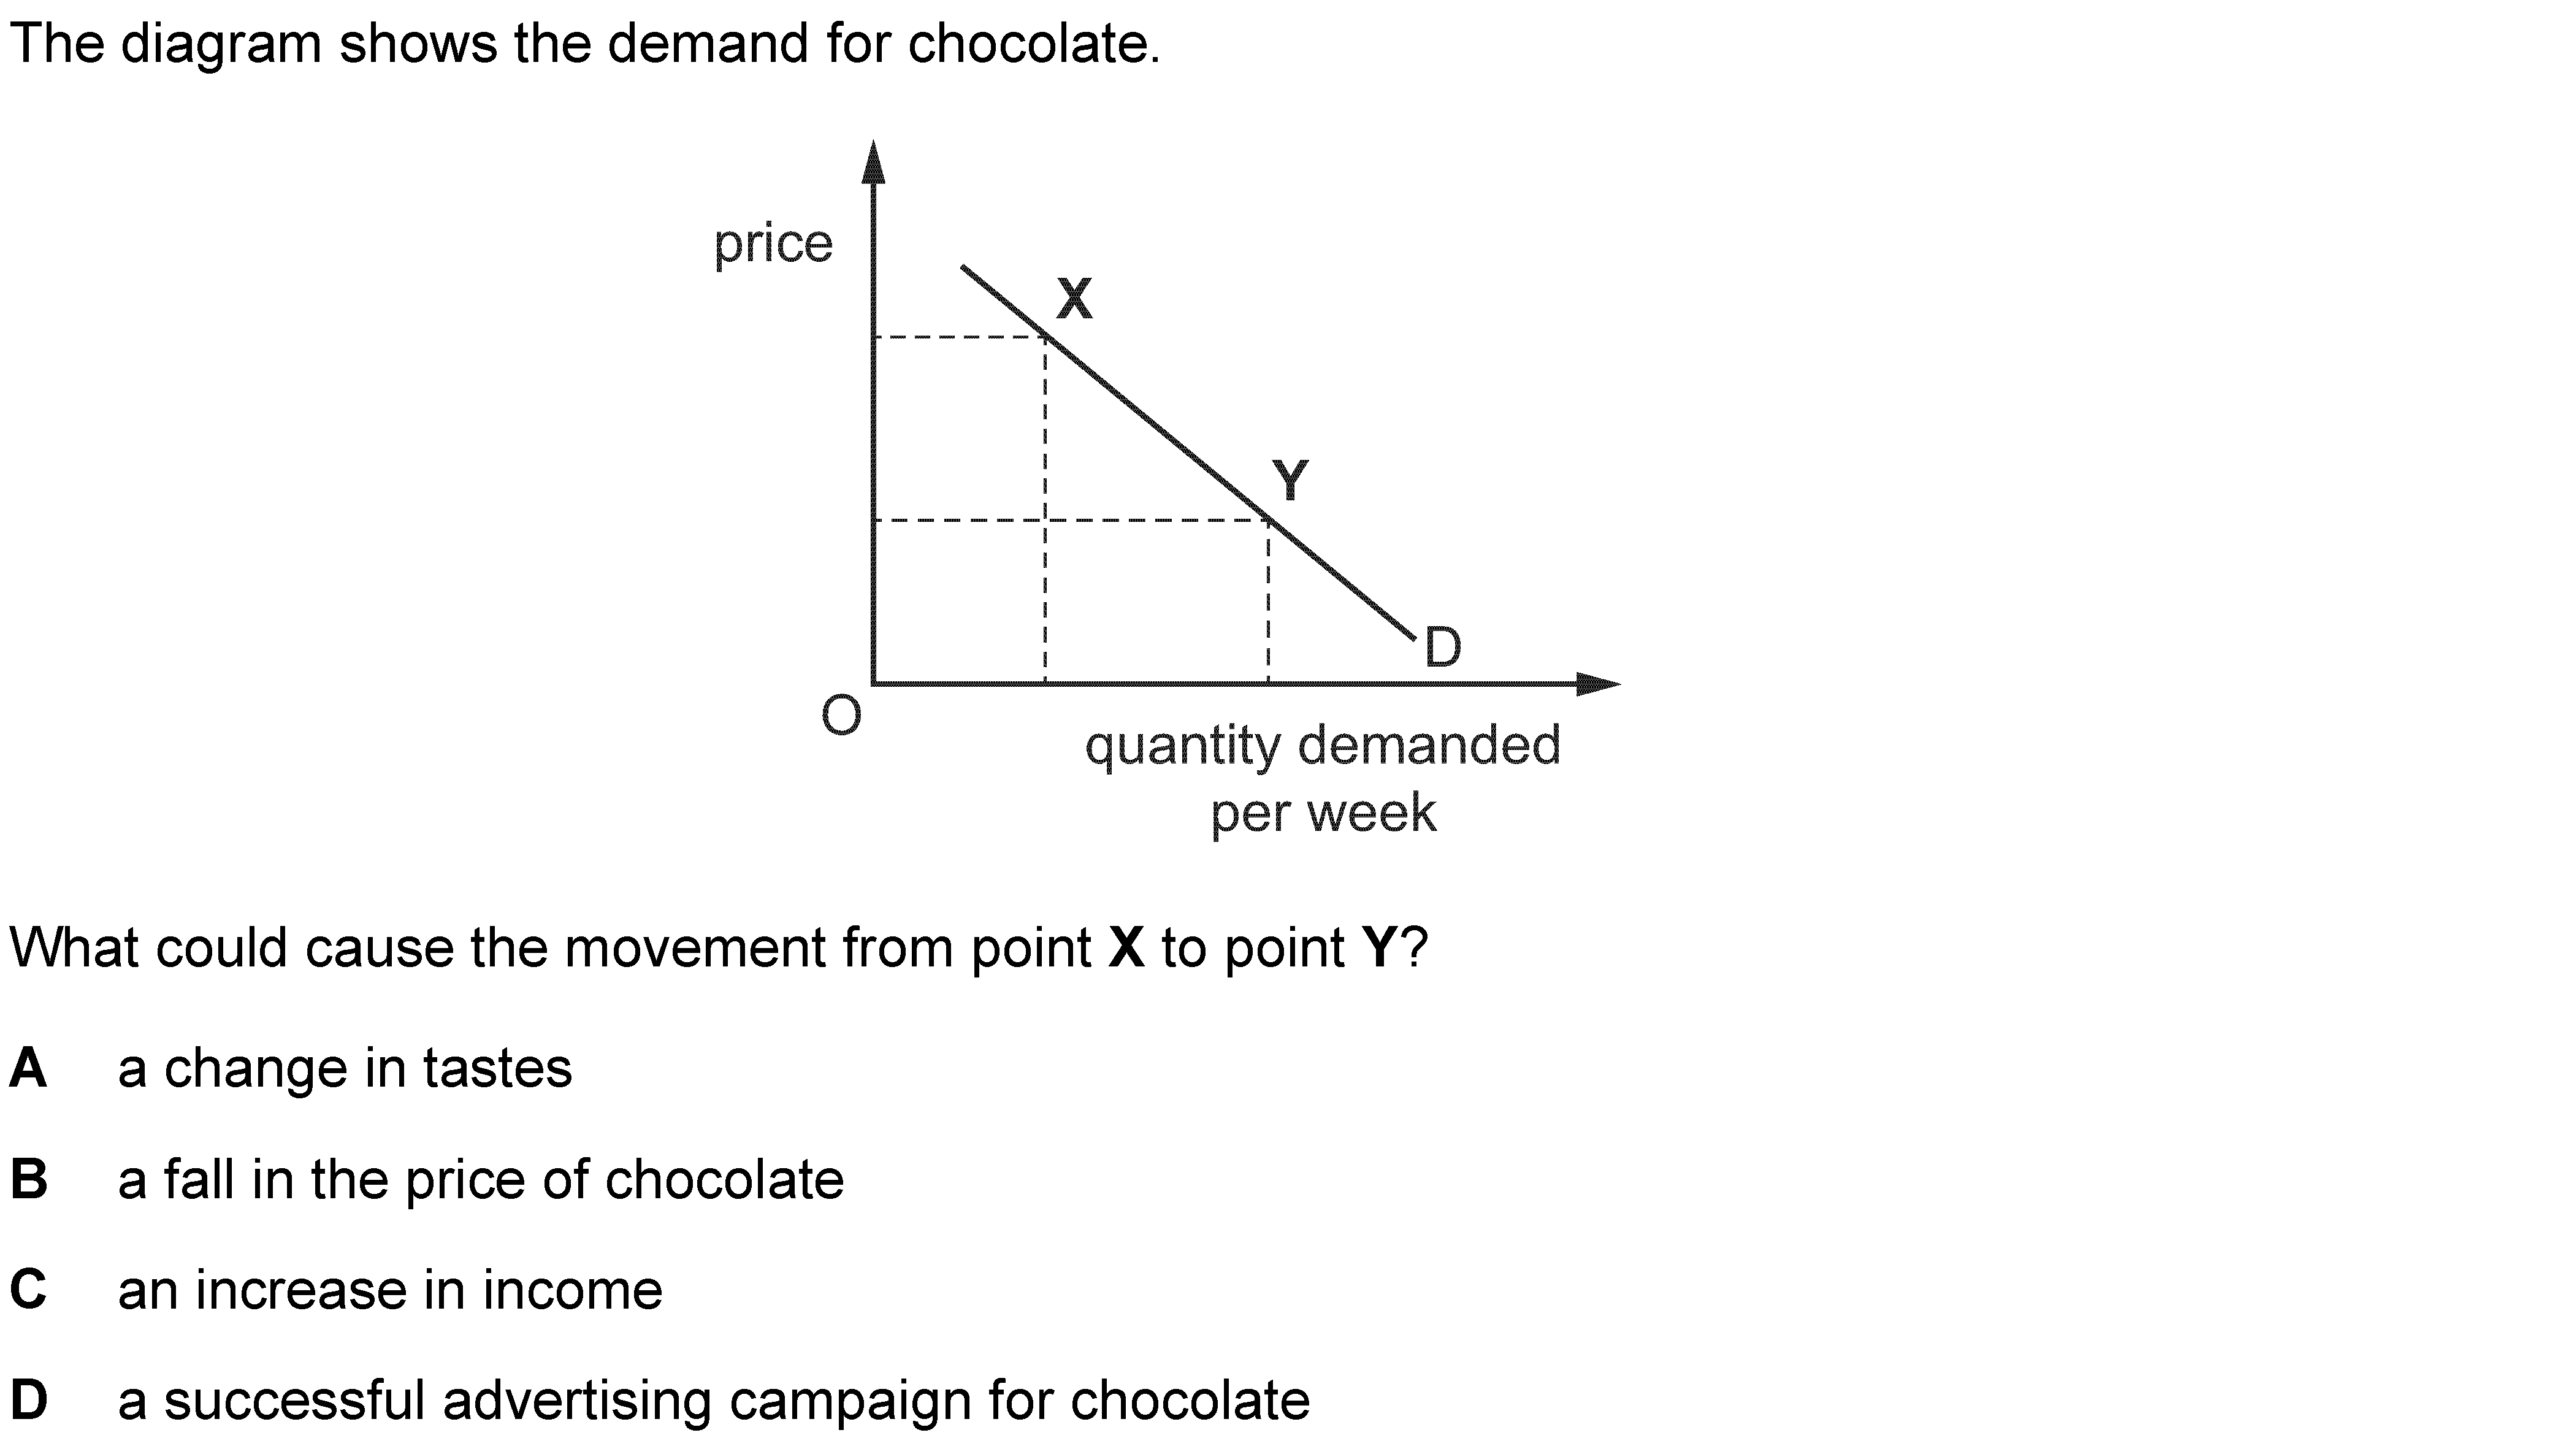 The diagram shows the demand for chocolate.
price
X
Y
D
O
quantity demanded
per week
What could cause the movement from point X to point Y?
A a change in tastes
B a fall in the price of chocolate
C an increase in income
D a successful advertising campaign for chocolate